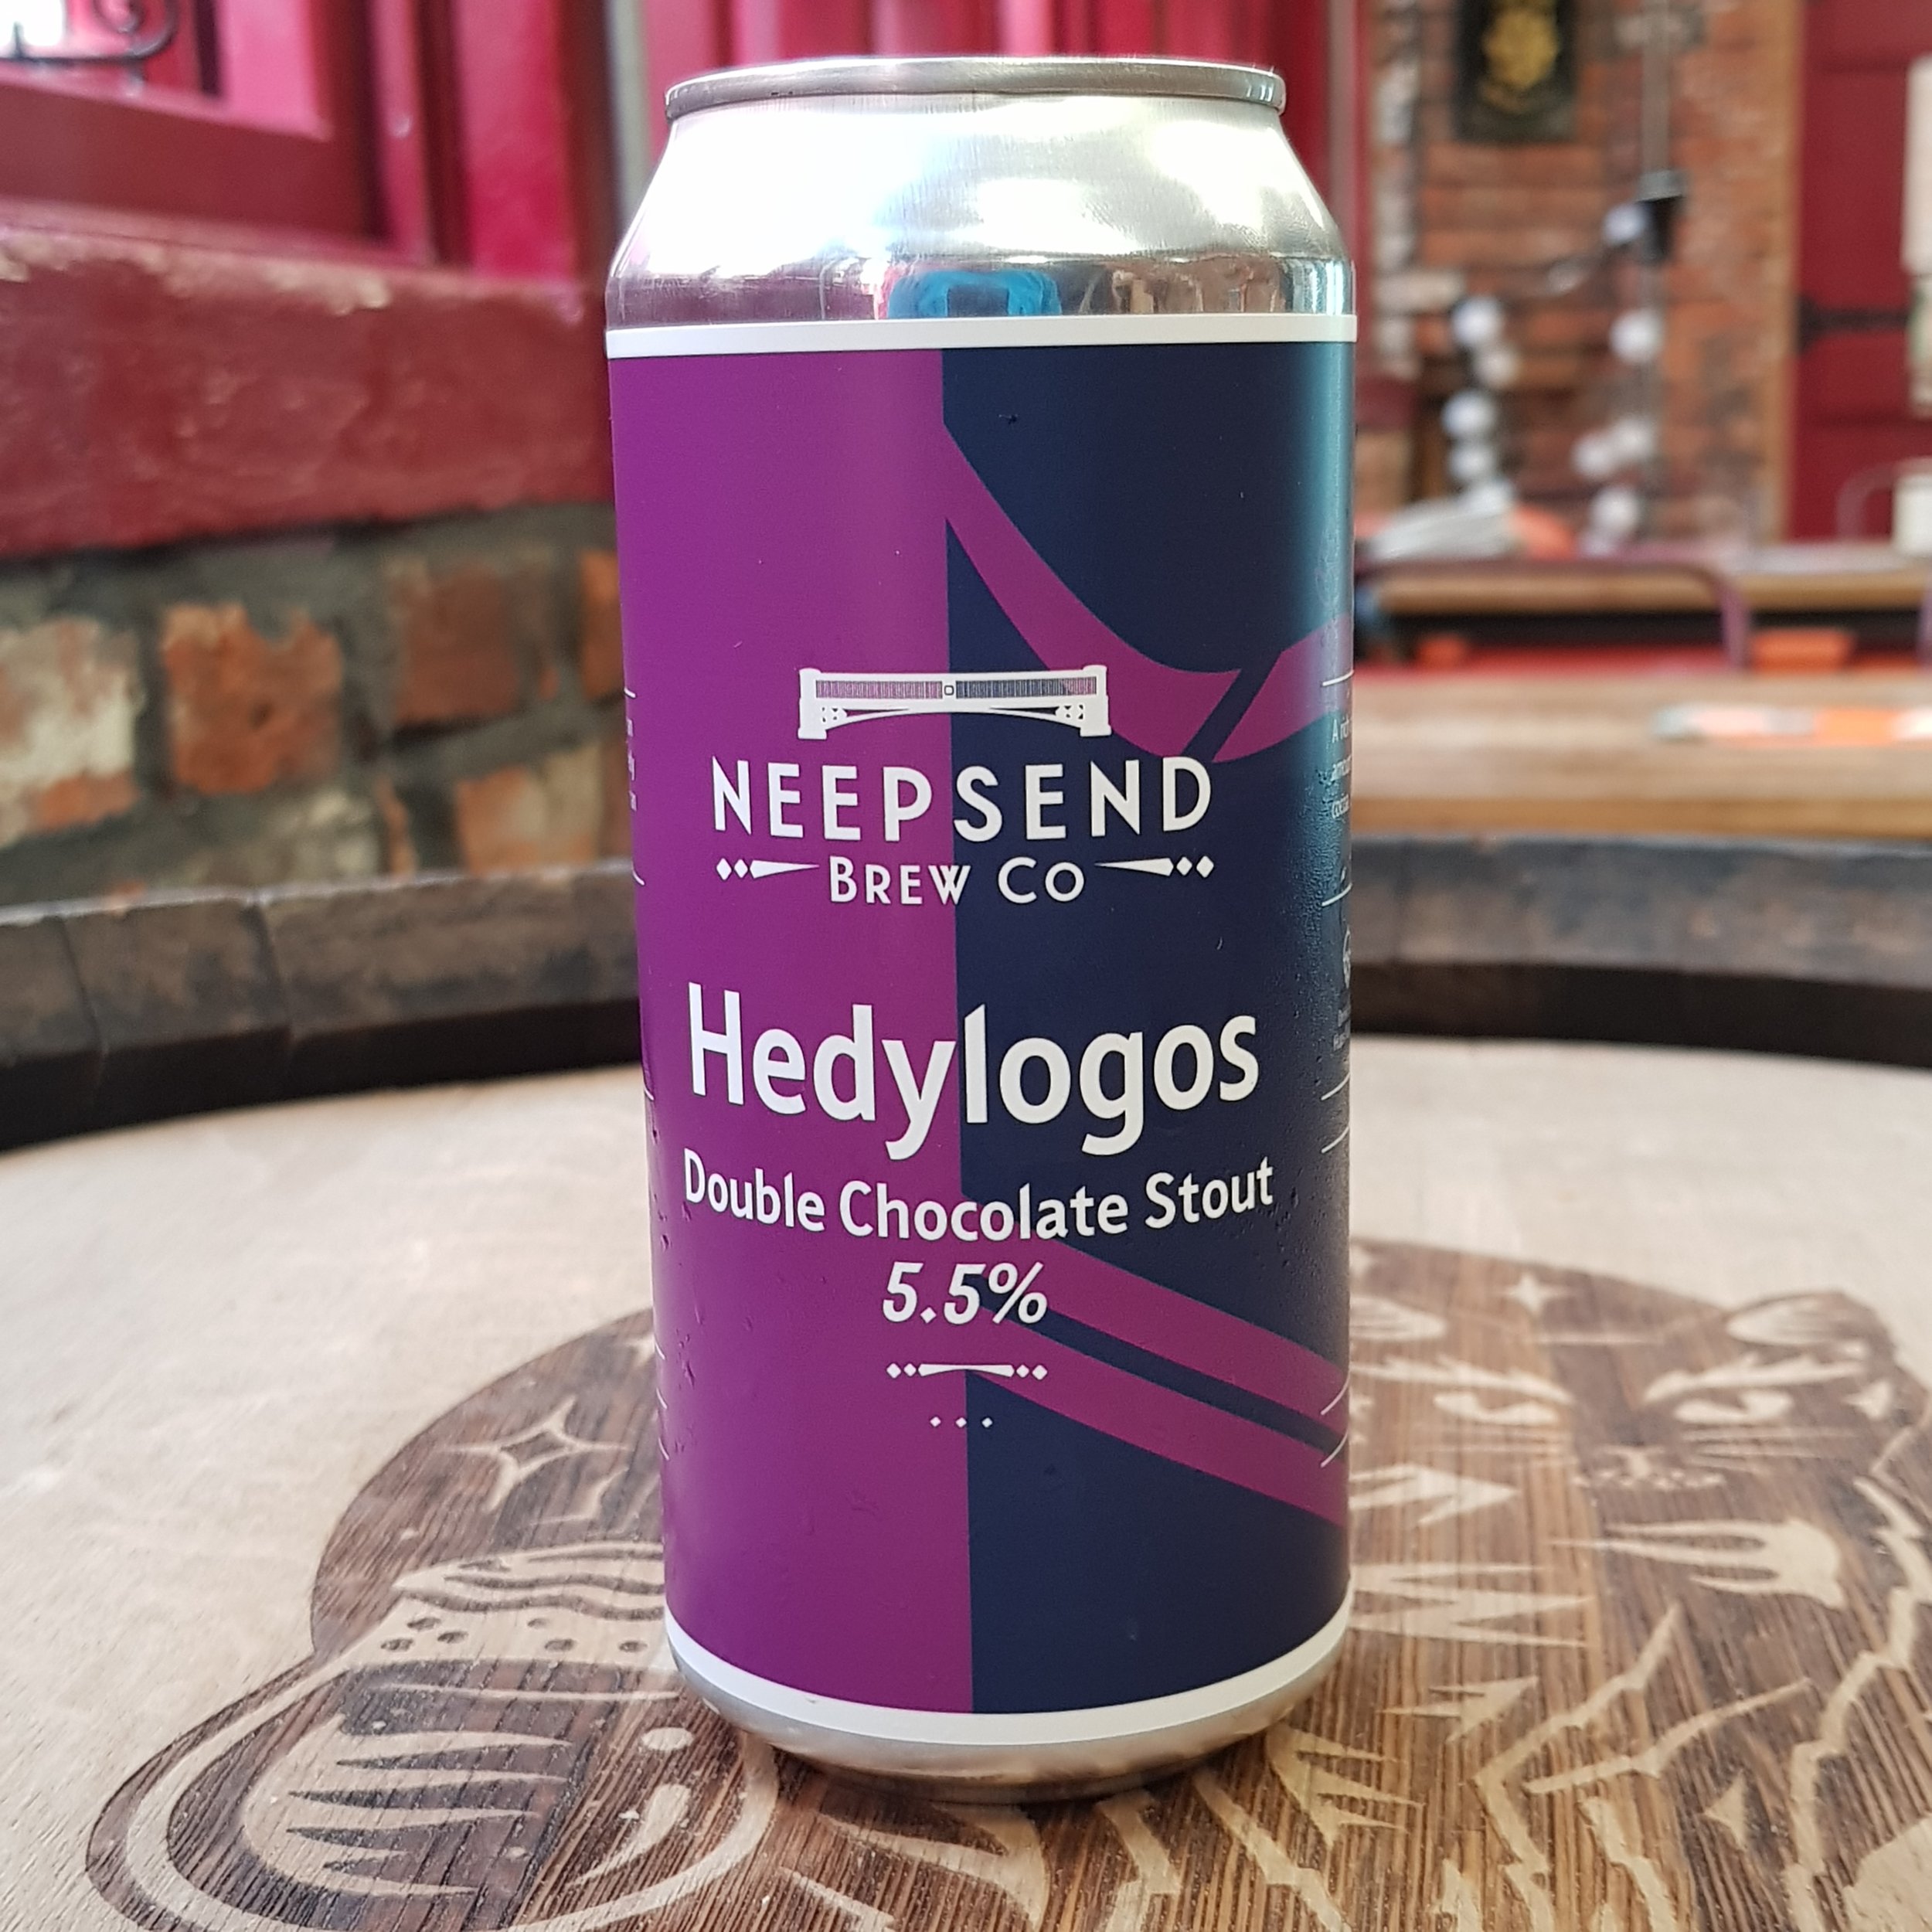 NEEPSEND
BREW CO
Hedylogos
Double Chocolate Stout
5.5%